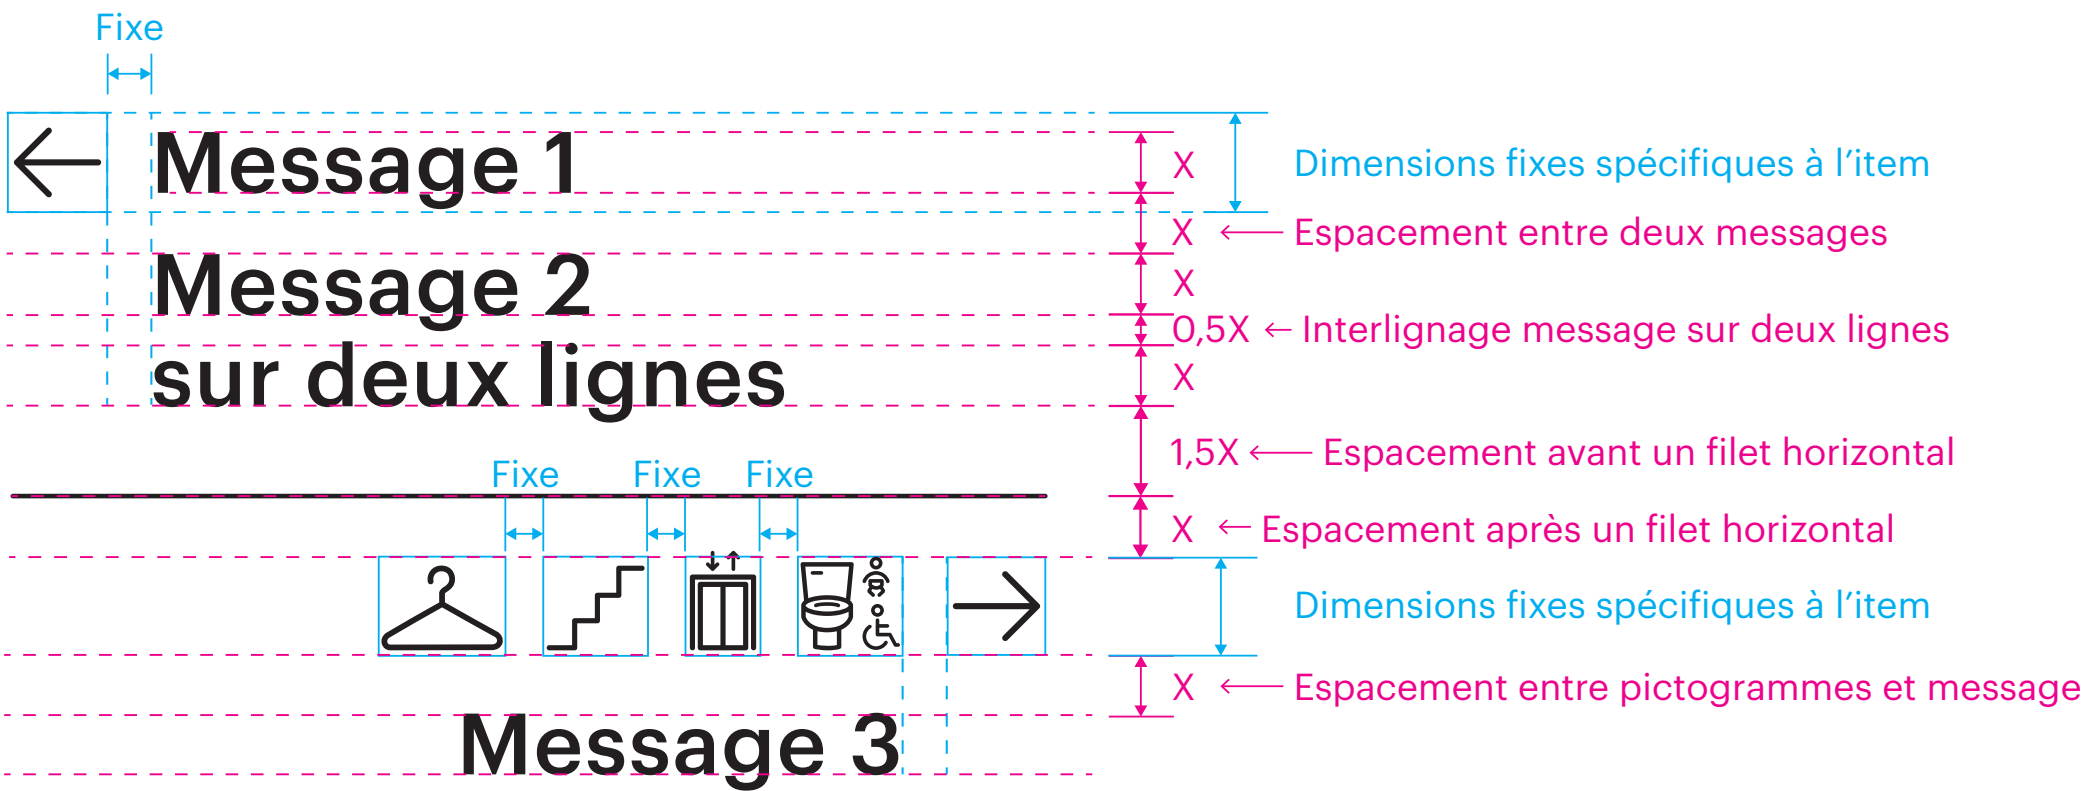 Fixe
Message 1
X
Dimensions fixes spécifiques à l’item
X
Espacement entre deux messages
Message 2
X
0,5X
Interlignage message sur deux lignes
sur deux lignes
X
1,5X
Espacement avant un filet horizontal
Fixe Fixe Fixe
X
Espacement après un filet horizontal
Dimensions fixes spécifiques à l’item
X
Espacement entre pictogrammes et message
Message 3